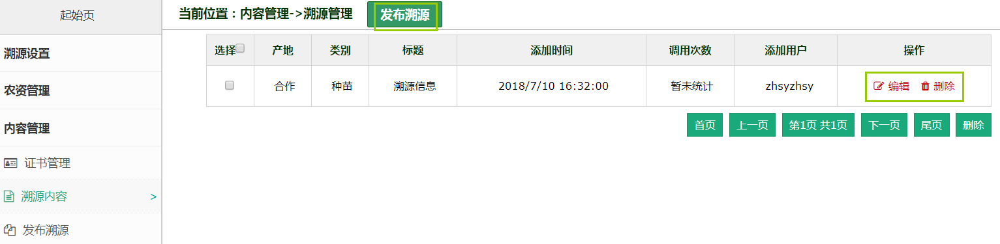 起始页
溯源设置
农资管理
内容管理
证书管理
溯源内容 >
发布溯源
当前位置：内容管理->溯源管理 发布溯源
选择 产地 类别 标题 添加时间 调用次数 添加用户 操作
合作 种苗 溯源信息 2018/7/10 16:32:00 暂未统计 zhsyzhsy 编辑 删除
首页 上一页 第1页 共1页 下一页 尾页 删除